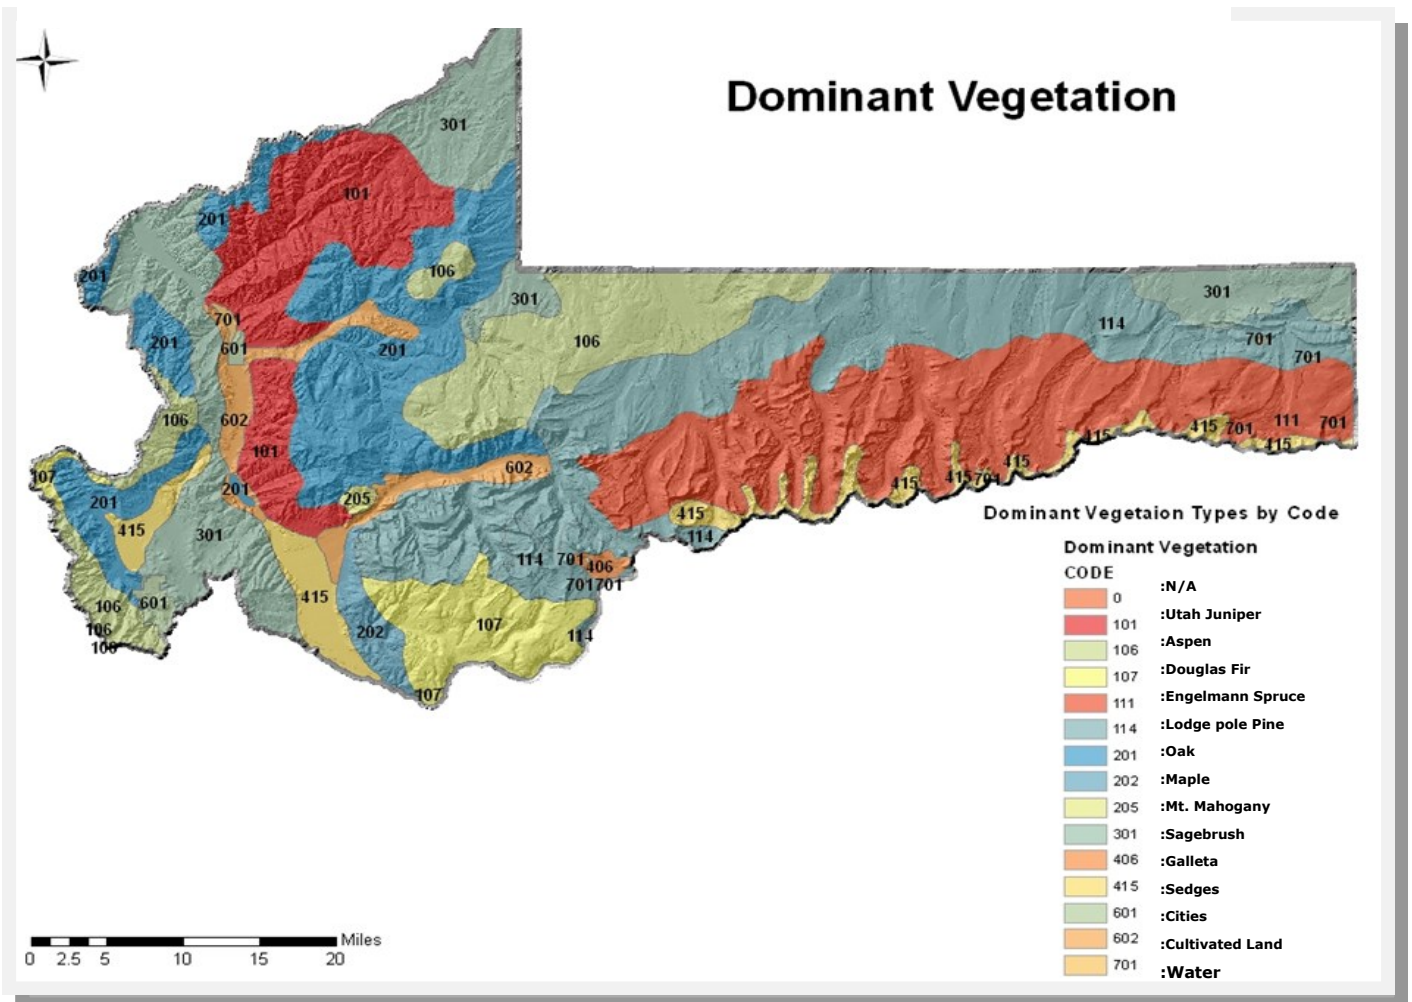 Dominant Vegetation
301
101
201
106
201
301
301
701
114
201
601
201
106
701
701
602
106
111
701
415
701
415
415
101
415
602
107
415
701
415
201
205
201
415
415
301
114
114
701
406
701701
415
106
601
202
107
114
106
106
107
Dominant Vegetaion Types by Code
Dominant Vegetation
CODE
0 :N/A
101 :Utah Juniper
106 :Aspen
107 :Douglas Fir
111 :Engelmann Spruce
114 :Lodge pole Pine
201 :Oak
202 :Maple
205 :Mt. Mahogany
301 :Sagebrush
406 :Galleta
415 :Sedges
601 :Cities
602 :Cultivated Land
701 :Water
Miles
0 2.5 5 10 15 20